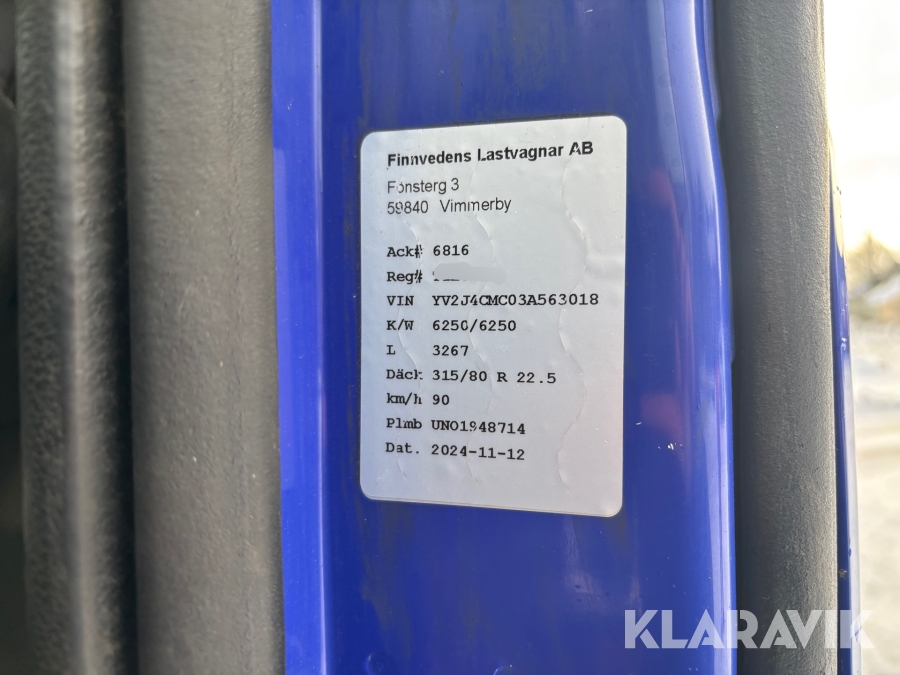 Finnvedens Lastvagnar AB
Fönsterg 3
59840 Vimmerby
Ack# 6816
Reg#
VIN YV2J4CMC03A563018
K/W 6250/6250
L 3267
Däck 315/80 R 22.5
km/h 90
Plmb UNO1948714
Dat. 2024-11-12
KLARAVIK